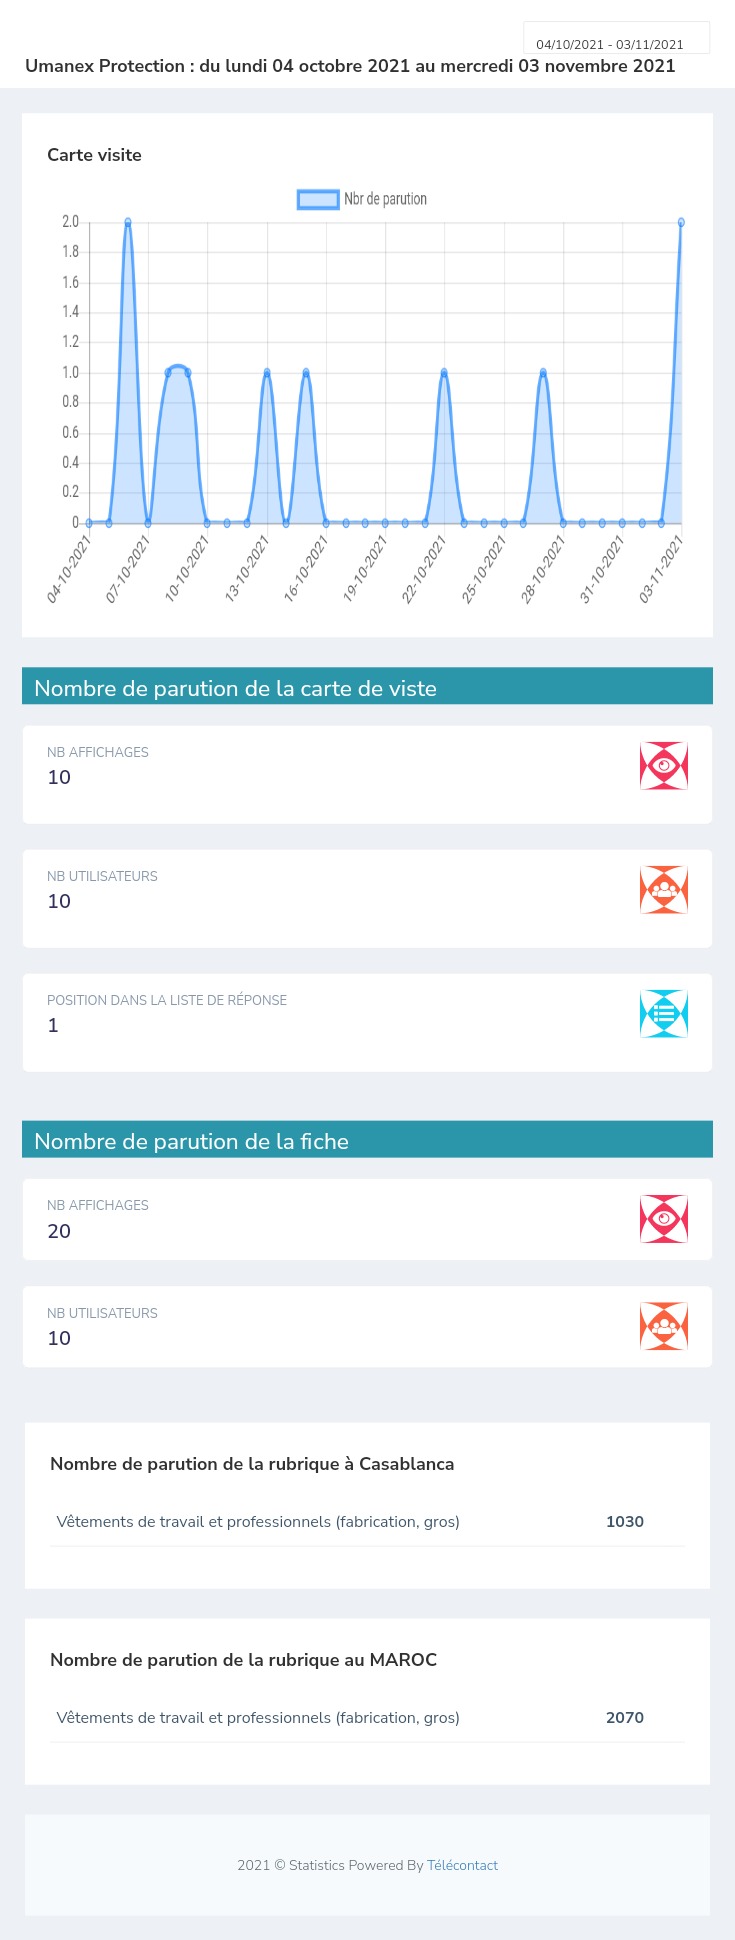 04/10/2021 - 03/11/2021
Umanex Protection : du lundi 04 octobre 2021 au mercredi 03 novembre 2021
Carte visite
Nbr de parution
2.0
1.8
1.6
1.4
1.2
1.0
0.8
0.6
0.4
0.2
0
04-10-2021
07-10-2021
10-10-2021
13-10-2021
16-10-2021
19-10-2021
22-10-2021
25-10-2021
28-10-2021
31-10-2021
03-11-2021
Nombre de parution de la carte de viste
NB AFFICHAGES
10
NB UTILISATEURS
10
POSITION DANS LA LISTE DE RÉPONSE
1
Nombre de parution de la fiche
NB AFFICHAGES
20
NB UTILISATEURS
10
Nombre de parution de la rubrique à Casablanca
Vêtements de travail et professionnels (fabrication, gros) 1030
Nombre de parution de la rubrique au MAROC
Vêtements de travail et professionnels (fabrication, gros) 2070
2021 © Statistics Powered By Télécontact